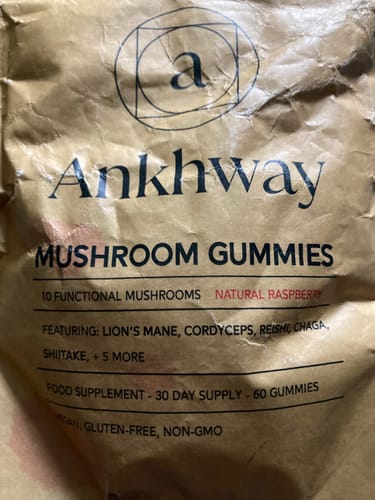 a
Ankhway
MUSHROOM GUMMIES
10 FUNCTIONAL MUSHROOMS NATURAL RASPBERRY
FEATURING: LION'S MANE, CORDYCEPS, REISHI, CHAGA,
SHIITAKE, + 5 MORE
FOOD SUPPLEMENT - 30 DAY SUPPLY - 60 GUMMIES
VEGAN, GLUTEN-FREE, NON-GMO